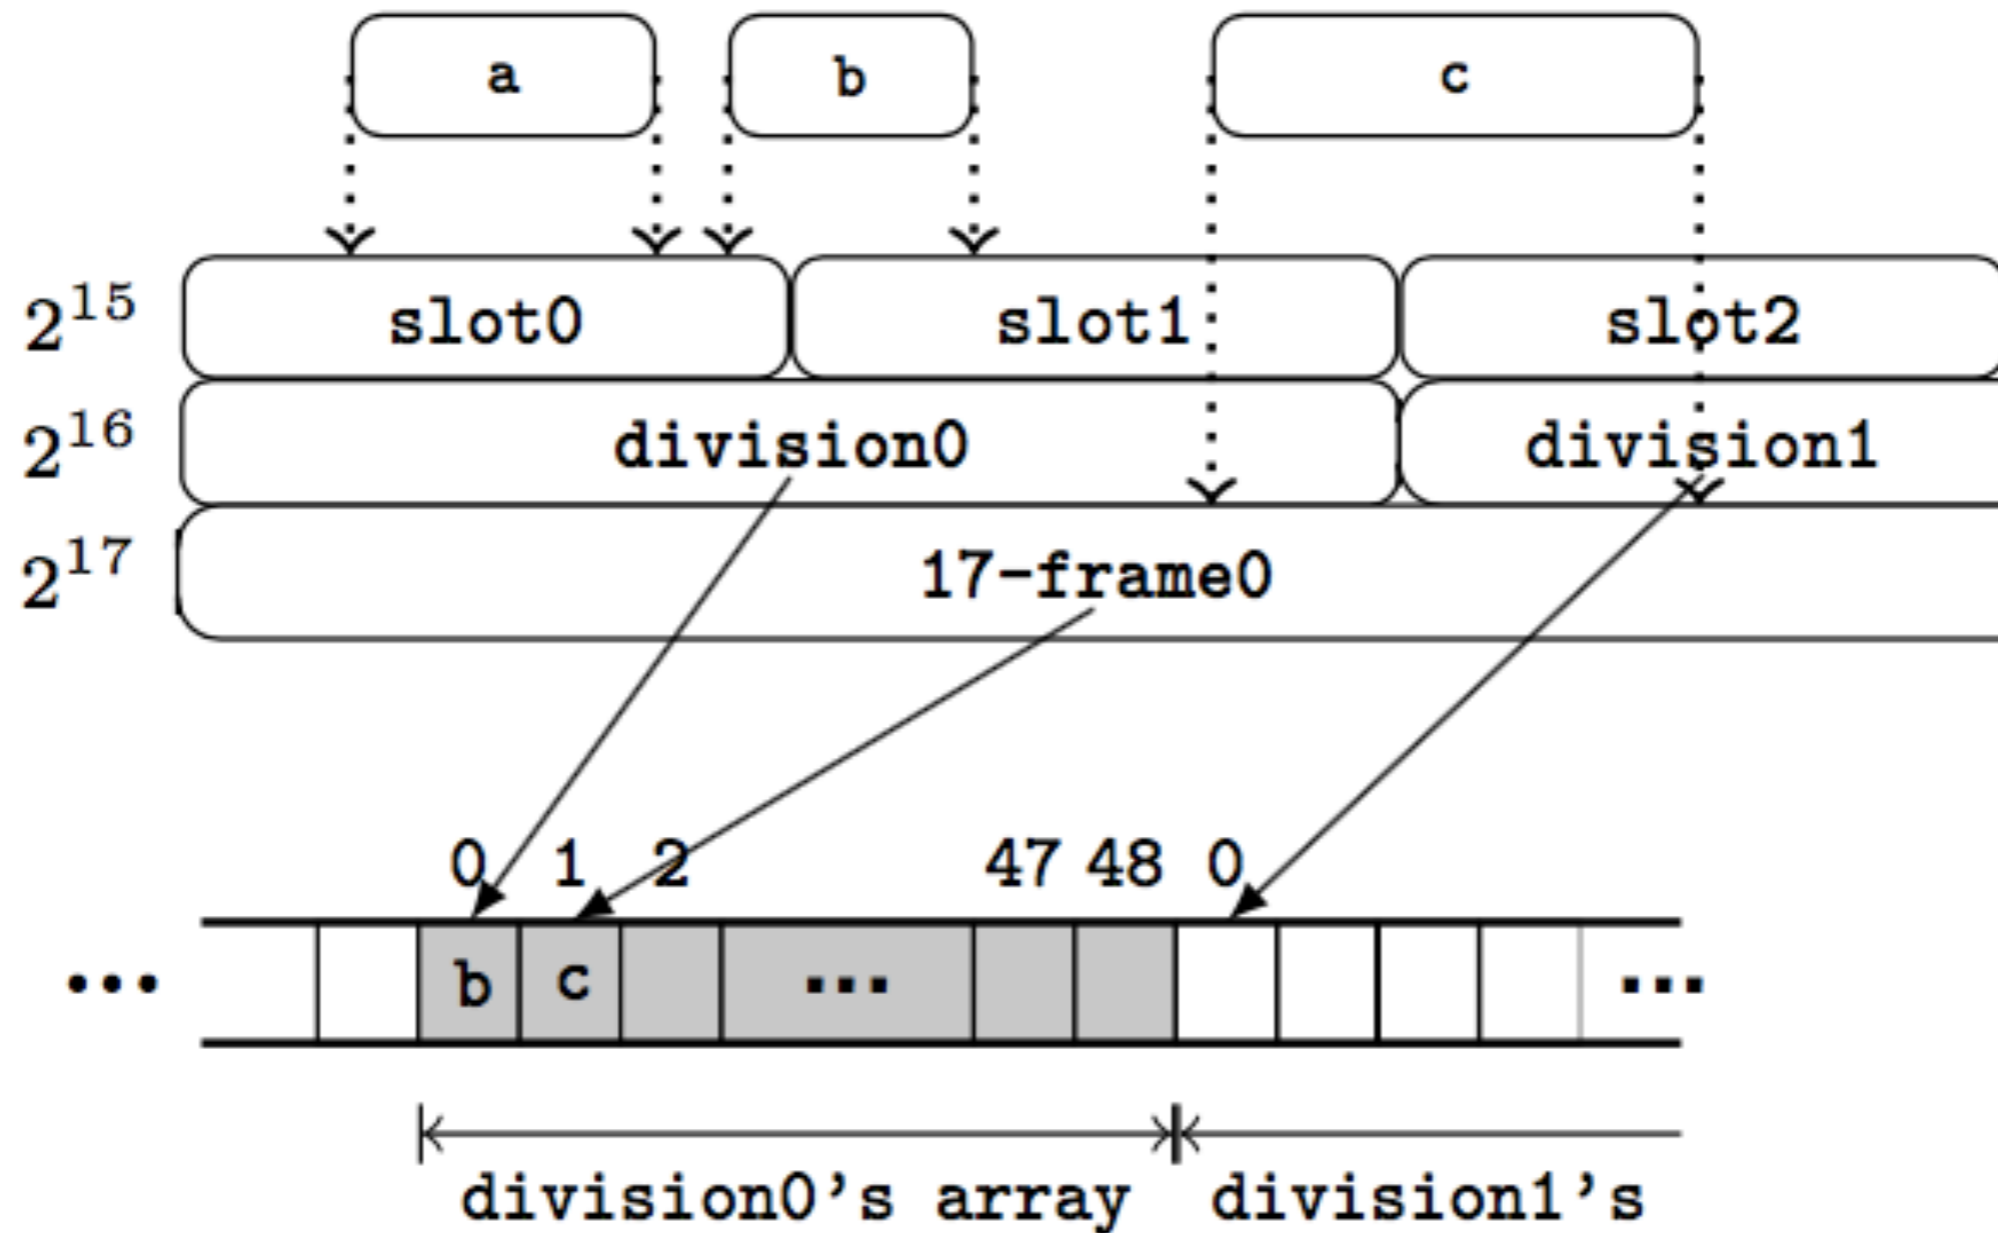 a b c
2^15 slot0 slot1 slot2
2^16 division0 division1
2^17 17-frame0
0 1 2 47 48 0
... b c ... ...
division0's array division1's